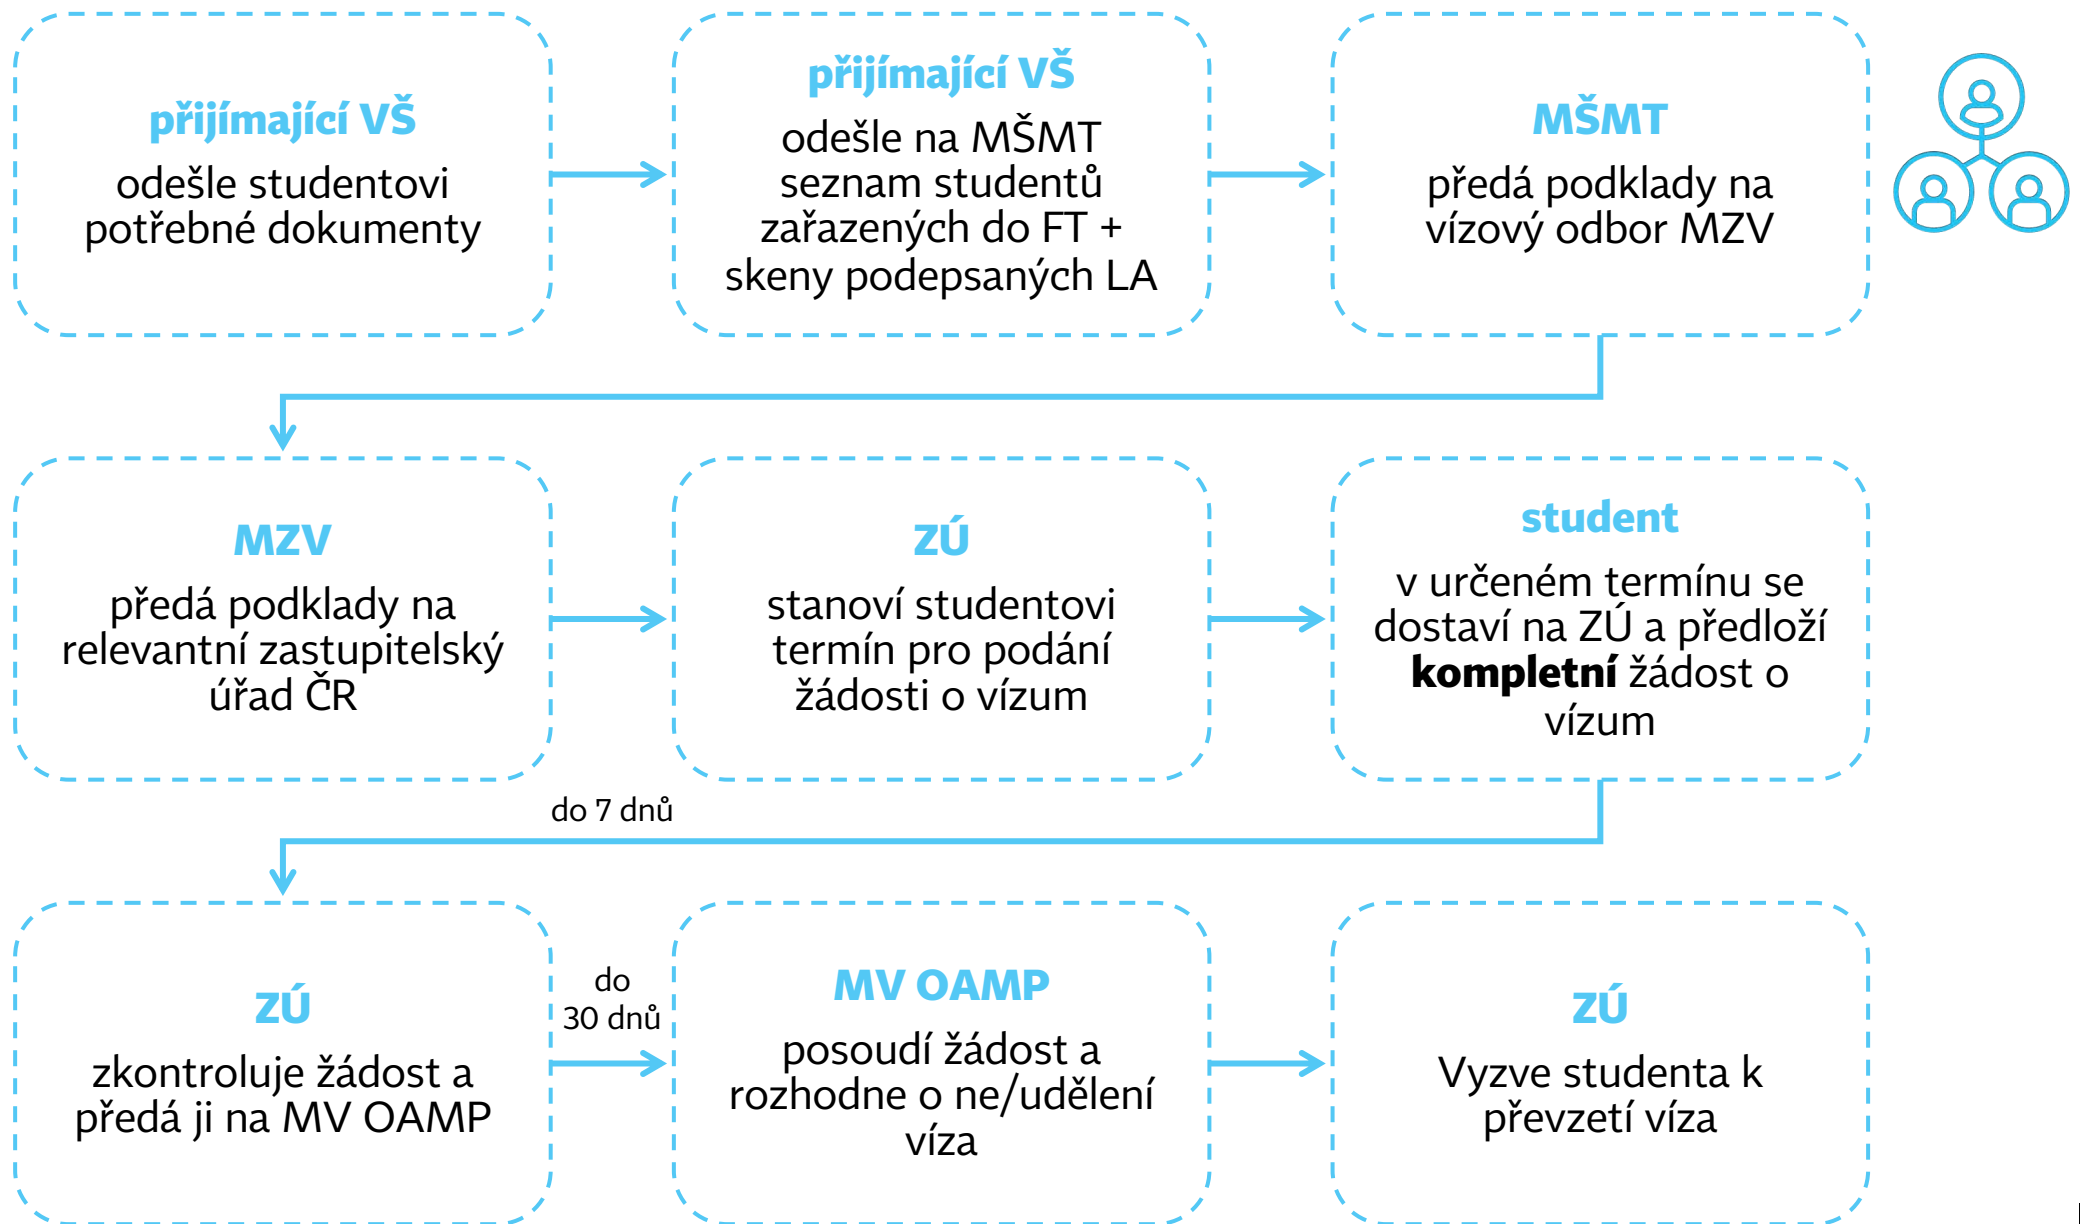 přijímající VŠ
odešle studentovi
potřebné dokumenty
přijímající VŠ
odešle na MŠMT
seznam studentů
zařazených do FT +
skeny podepsaných LA
MŠMT
předá podklady na
vízový odbor MZV
MZV
předá podklady na
relevantní zastupitelský
úřad ČR
ZÚ
stanoví studentovi
termín pro podání
žádosti o vízum
student
v určeném termínu se
dostaví na ZÚ a předloží
kompletní žádost o
vízum
do 7 dnů
ZÚ
zkontroluje žádost a
předá ji na MV OAMP
do
30 dnů
MV OAMP
posoudí žádost a
rozhodne o ne/udělení
víza
ZÚ
Vyzve studenta k
převzetí víza